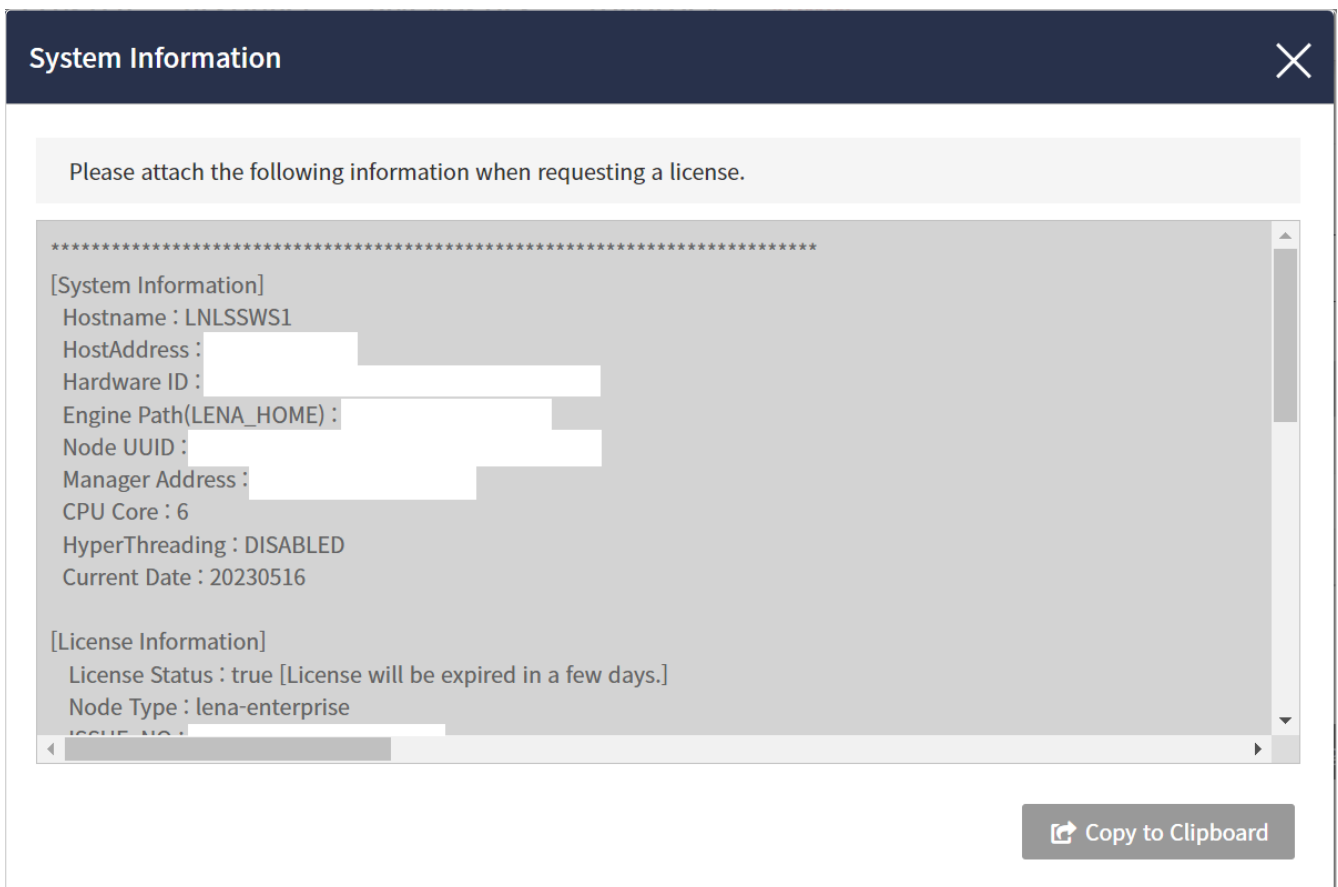 System Information
Please attach the following information when requesting a license.
****************************************************************************
[System Information]
Hostname : LNLSSWS1
HostAddress :
Hardware ID :
Engine Path(LENA_HOME) :
Node UUID :
Manager Address :
CPU Core : 6
HyperThreading : DISABLED
Current Date : 20230516
[License Information]
License Status : true [License will be expired in a few days.]
Node Type : lena-enterprise
ISSUE_NO :
Copy to Clipboard